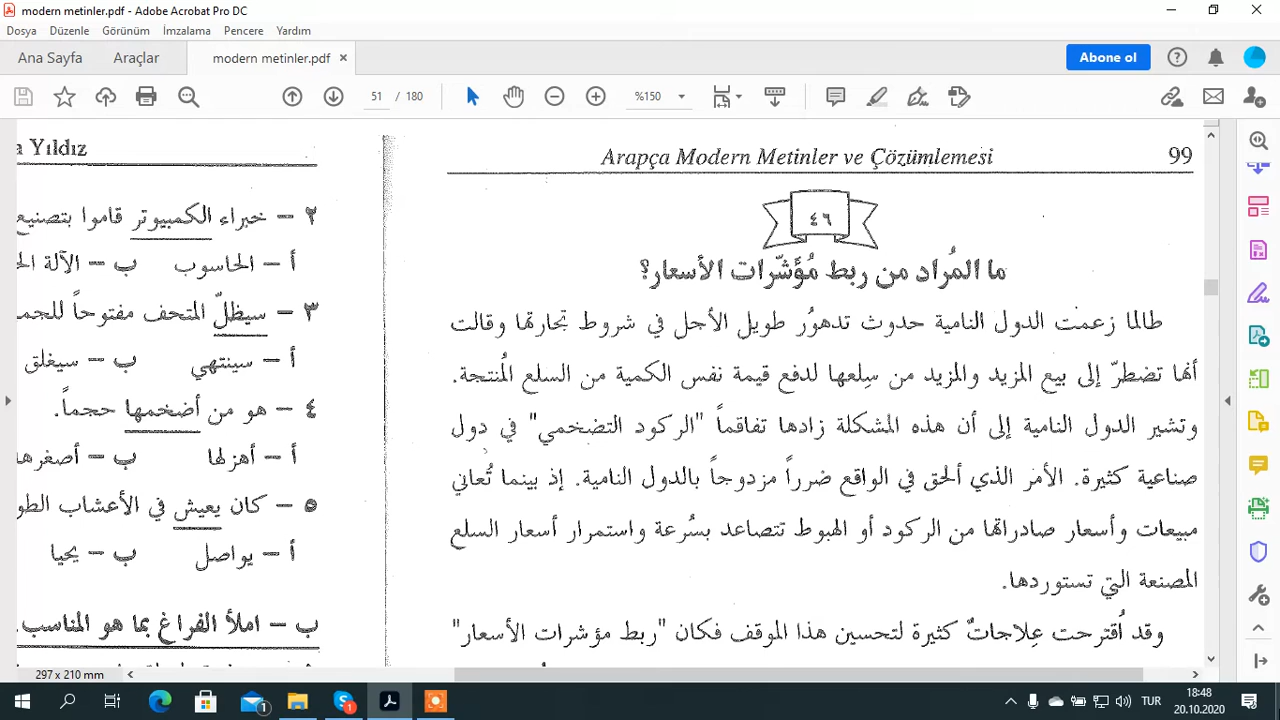 modern metinler.pdf - Adobe Acrobat Pro DC
Dosya Düzenle Görünüm İmzalama Pencere Yardım
Ana Sayfa Araçlar modern metinler.pdf × Abone ol
51 / 180 %150
a Yıldız
٢ – خبراء الكمبيوتر قاموا بتصنيع
أ – الحاسوب ب – الآلة
٣ – سيظلّ المتحف مفتوحاً
أ – سينتهي ب – سيغلق
٤ – هو من أضخمها حجماً.
أ – أهزلها ب –
٥ – كان يعيش في الأعشاب
أ – يواصل ب – يحيا
ب – املأ الفراغ بما هو المناسب
Arapça Modern Metinler ve Çözümlemesi 99
٤٦
ما المُراد من ربط مُؤَشّرات الأسعار؟
طالما زعمت الدول النامية حدوث تدهوُر طويل الأجل في شروط تجارتها وقالت
أنها تضطرّ إلى بيع المزيد والمزيد من سِلعها لدفع قيمة نفس الكمية من السلع المُنتجة.
وتشير الدول النامية إلى أن هذه المشكلة زادها تفاقماً "الركود التضخمي" في دول
صناعية كثيرة. الأمر الذي ألحق في الواقع ضرراً مزدوجاً بالدول النامية. إذ بينما تُعاني
مبيعات وأسعار صادراتها من الركود أو الهبوط تتصاعد بسُرعة واستمرار أسعار السلع
المصنعة التي تستوردها.
وقد اُقترحت عِلاجاتٌ كثيرة لتحسين هذا الموقف فكان "ربط مؤشرات الأسعار"
297 x 210 mm
1 1 TUR 18:48
20.10.2020